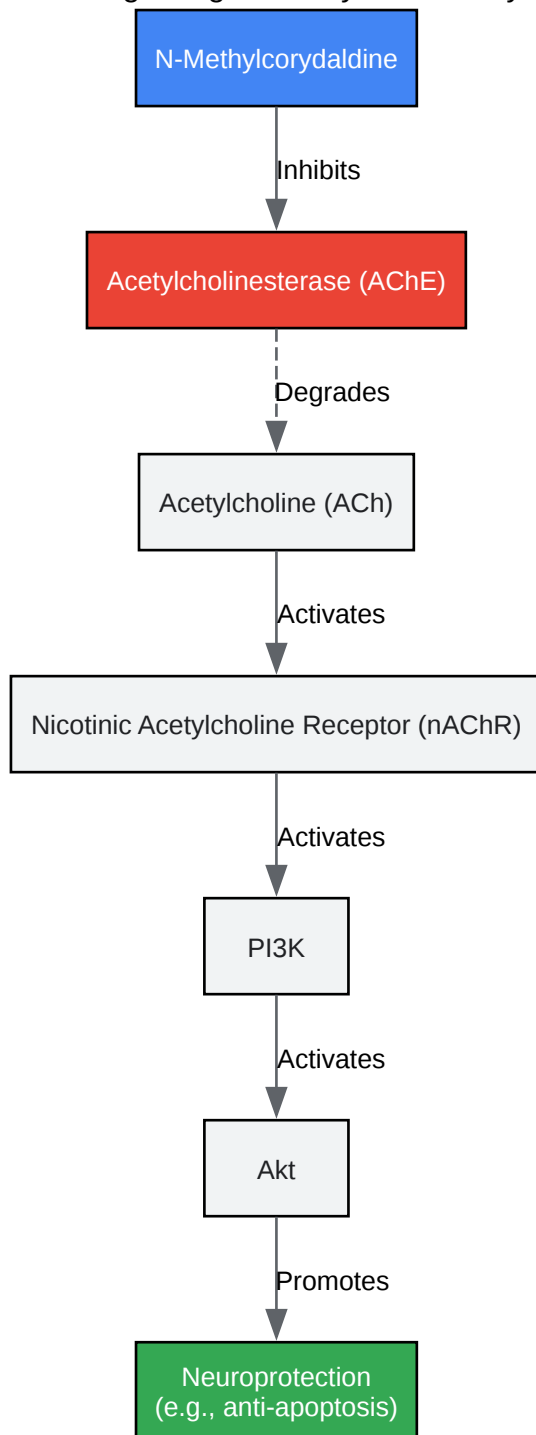 N-Methylcorydaldine
Inhibits
Acetylcholinesterase (AChE)
Degrades
Acetylcholine (ACh)
Activates
Nicotinic Acetylcholine Receptor (nAChR)
Activates
PI3K
Activates
Akt
Promotes
Neuroprotection
(e.g., anti-apoptosis)